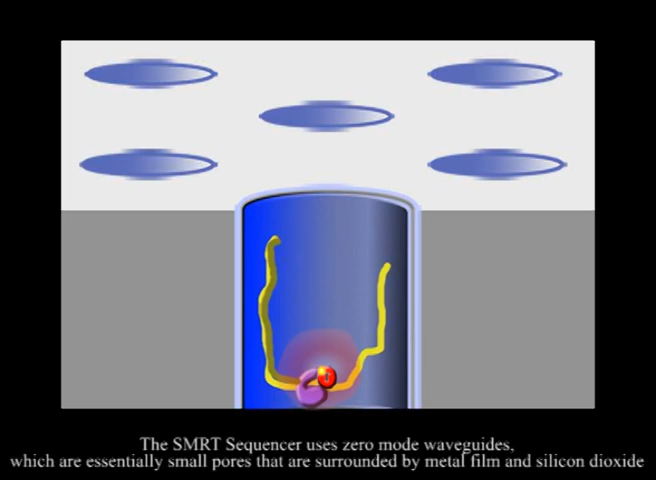 The SMRT Sequencer uses zero mode waveguides,
which are essentially small pores that are surrounded by metal film and silicon dioxide